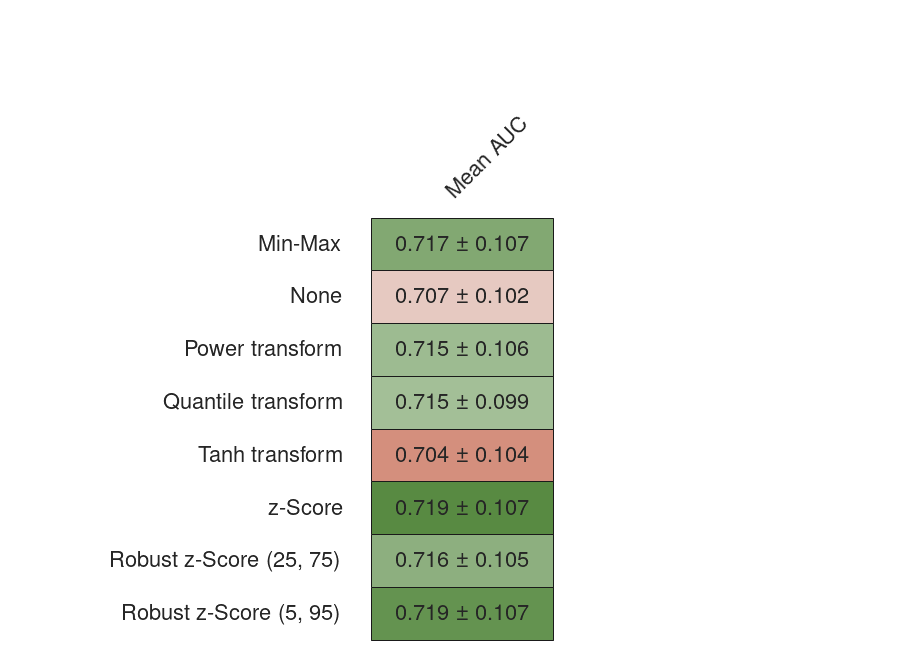 Mean AUC
Min-Max 0.717 ± 0.107
None 0.707 ± 0.102
Power transform 0.715 ± 0.106
Quantile transform 0.715 ± 0.099
Tanh transform 0.704 ± 0.104
z-Score 0.719 ± 0.107
Robust z-Score (25, 75) 0.716 ± 0.105
Robust z-Score (5, 95) 0.719 ± 0.107